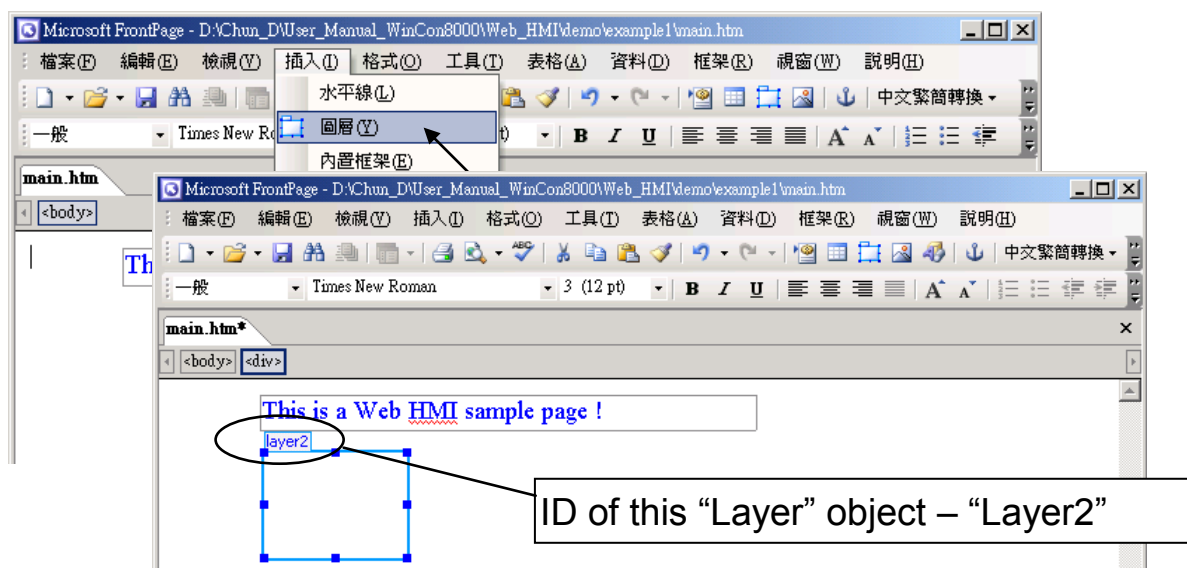 Microsoft FrontPage - D:\Chun_D\User_Manual_WinCon8000\Web_HMI\demo\example1\main.htm
檔案(F) 編輯(E) 檢視(V) 插入(I) 格式(O) 工具(T) 表格(A) 資料(D) 框架(R) 視窗(W) 說明(H)
水平線(L)
中文繁簡轉換
一般 Times New Ro t) B I U A A
圖層(Y)
內置框架(E)
main.htm
<body>
Th
Microsoft FrontPage - D:\Chun_D\User_Manual_WinCon8000\Web_HMI\demo\example1\main.htm
檔案(F) 編輯(E) 檢視(V) 插入(I) 格式(O) 工具(T) 表格(A) 資料(D) 框架(R) 視窗(W) 說明(H)
ABC 中文繁簡轉換
一般 Times New Roman 3 (12 pt) B I U A A
main.htm*
<body> <div>
This is a Web HMI sample page !
layer2
ID of this “Layer” object – “Layer2”